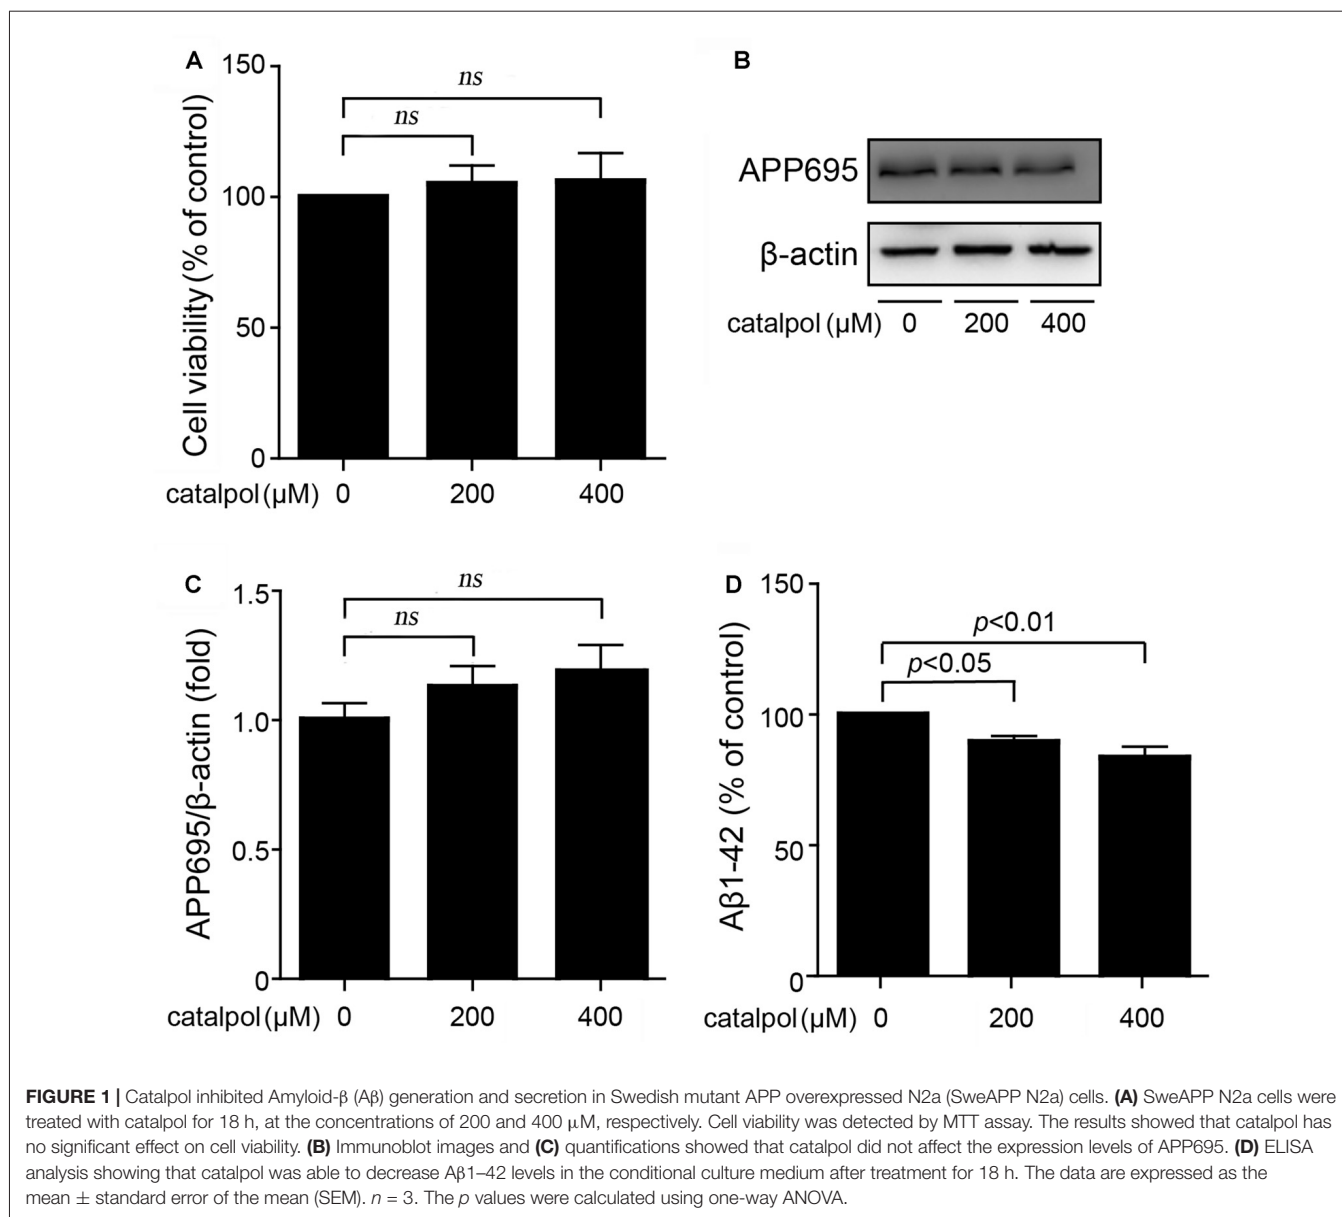 A
150
ns
ns
100
50
0
Cell viability (% of control)
catalpol (µM) 0 200 400
B
APP695
β-actin
catalpol (µM) 0 200 400
C
1.5
ns
ns
1.0
0.5
0
APP695/β-actin (fold)
catalpol (µM) 0 200 400
D
150
p<0.01
p<0.05
100
50
0
Aβ1-42 (% of control)
catalpol (µM) 0 200 400
FIGURE 1 | Catalpol inhibited Amyloid-β (Aβ) generation and secretion in Swedish mutant APP overexpressed N2a (SweAPP N2a) cells. (A) SweAPP N2a cells were
treated with catalpol for 18 h, at the concentrations of 200 and 400 µM, respectively. Cell viability was detected by MTT assay. The results showed that catalpol has
no significant effect on cell viability. (B) Immunoblot images and (C) quantifications showed that catalpol did not affect the expression levels of APP695. (D) ELISA
analysis showing that catalpol was able to decrease Aβ1–42 levels in the conditional culture medium after treatment for 18 h. The data are expressed as the
mean ± standard error of the mean (SEM). n = 3. The p values were calculated using one-way ANOVA.